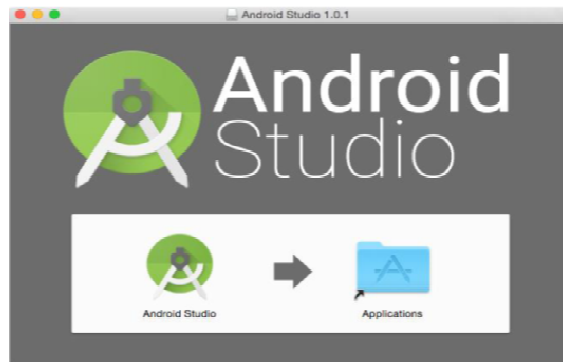 Android Studio 1.0.1
Android
Studio
Android Studio
Applications